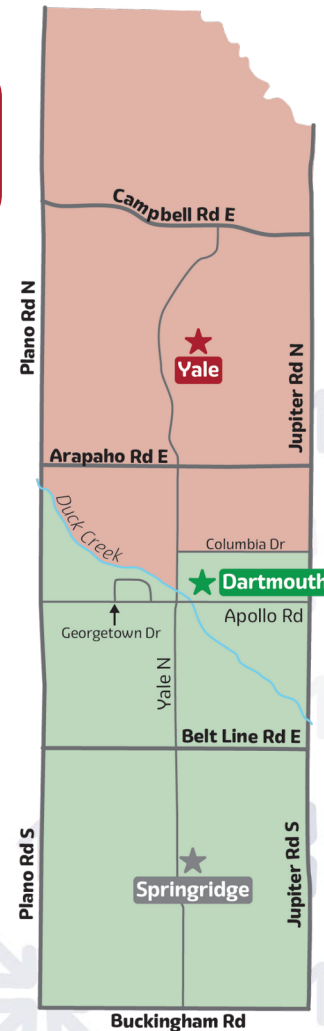 Campbell Rd E
Plano Rd N
Yale
Jupiter Rd N
Arapaho Rd E
Duck Creek
Columbia Dr
Dartmouth
Apollo Rd
Georgetown Dr
Yale N
Belt Line Rd E
Plano Rd S
Springridge
Jupiter Rd S
Buckingham Rd